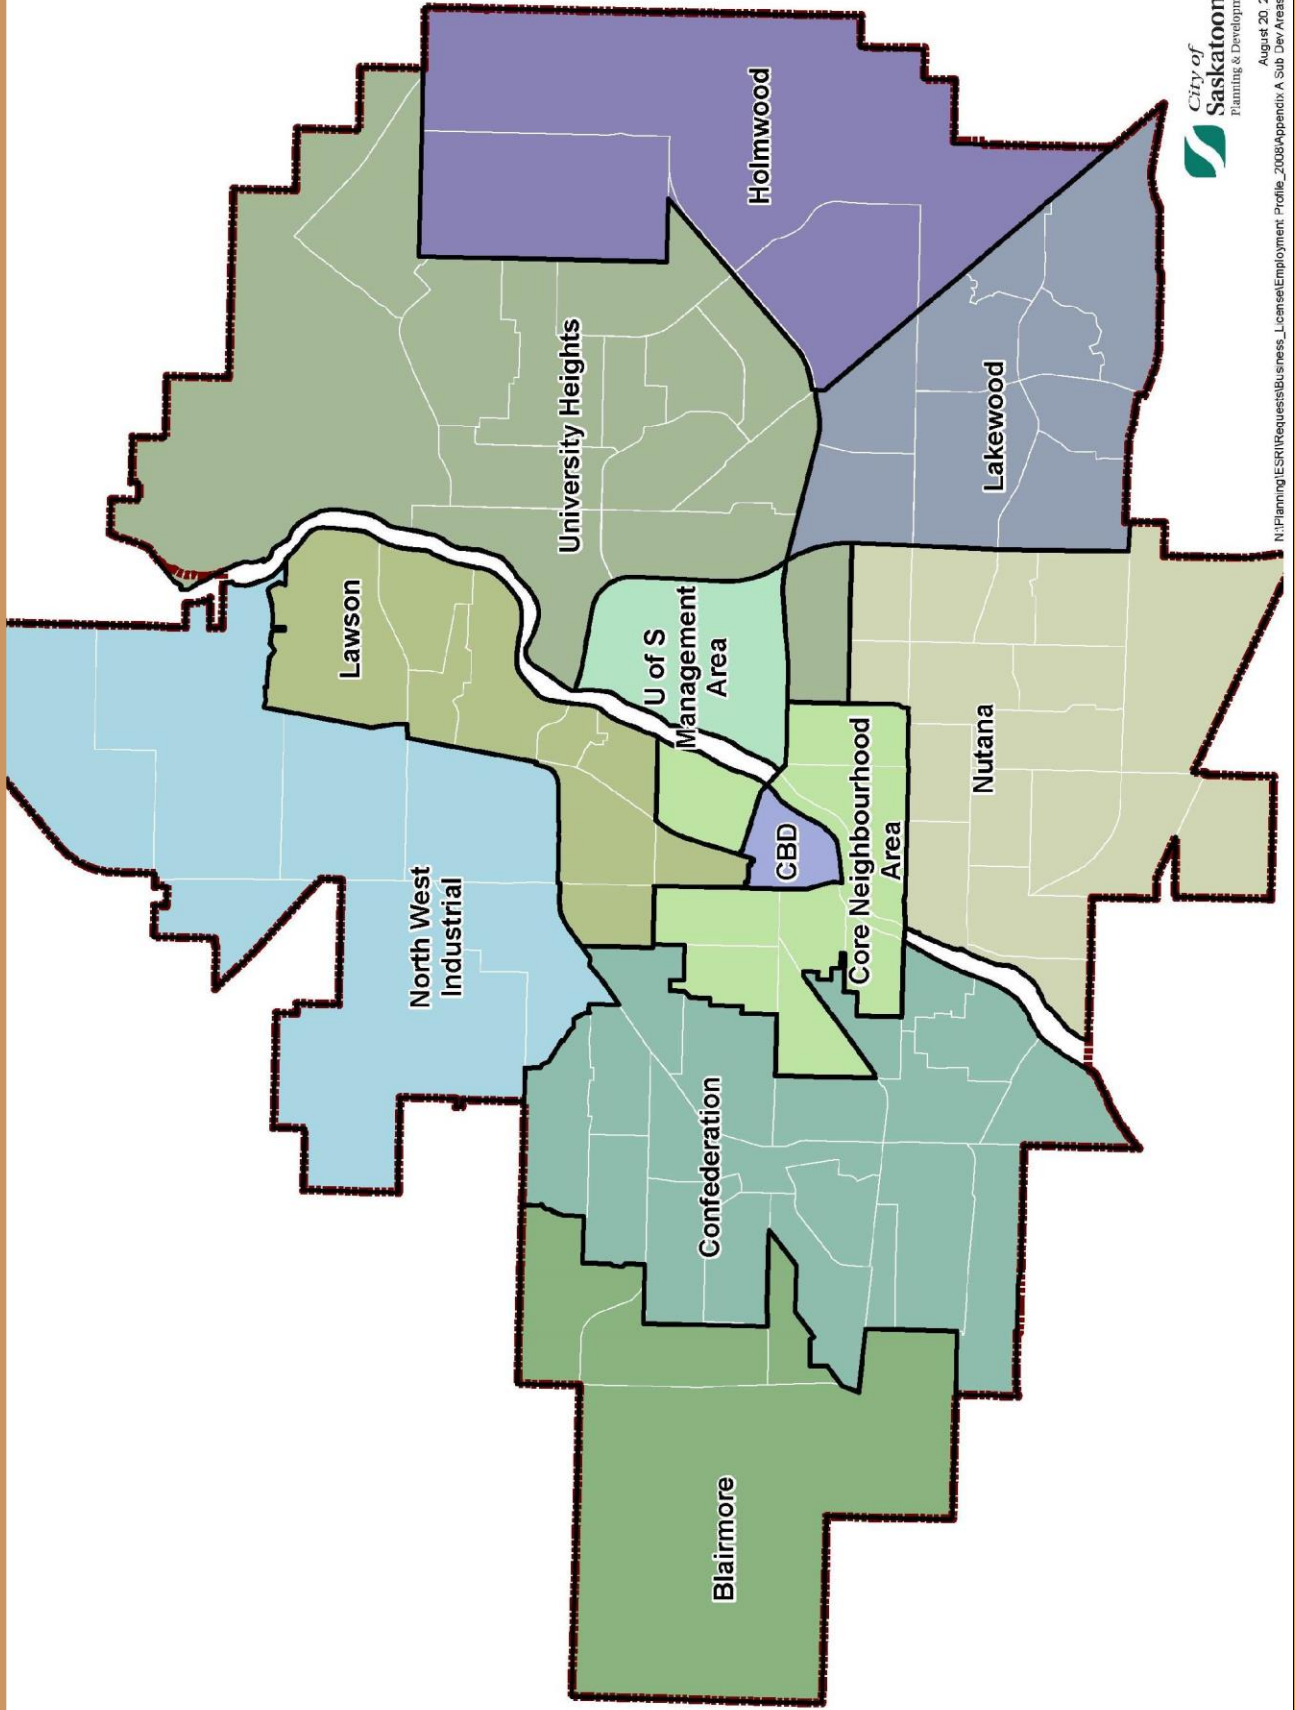 Lawson
North West
Industrial
University Heights
U of S
Management
Area
Confederation
Blairmore
Holmwood
CBD
Core Neighbourhood
Area
Nutana
Lakewood
City of
Saskatoon
Planning & Developm
August 20, 2
N:\Planning\ESRI\Requests\Business_License\Employment Profile_2008\Appendix A Sub Dev Areas